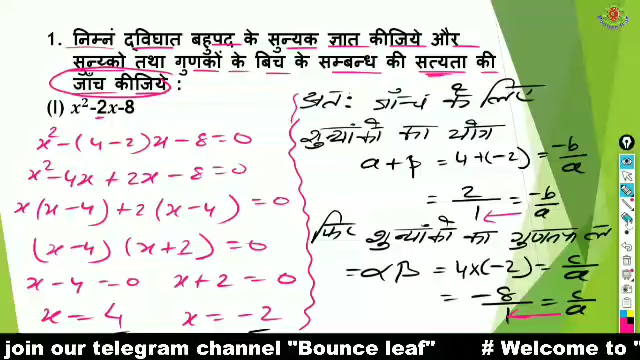 1. निम्नं दविघात बहुपद के सुन्यक ज्ञात कीजिये और
सुन्य्को तथा गुणकों के बिच के सम्बन्ध की सत्यता की
जाँच कीजिये :
(I) x²-2x-8
x² - (4-2)x - 8 = 0
x² - 4x + 2x - 8 = 0
x(x-4) + 2(x-4) = 0
(x-4) (x+2) = 0
x - 4 = 0 x + 2 = 0
x = 4 x = -2
अतः जाँच के लिए
शून्यांकों का योग
α+β = 4+(-2) = -b/a
= 2/1 = -b/a
फिर शून्यांकों का गुणनफल
= αβ = 4×(-2) = c/a
= -8/1 = c/a
join our telegram channel "Bounce leaf" # Welcome to "